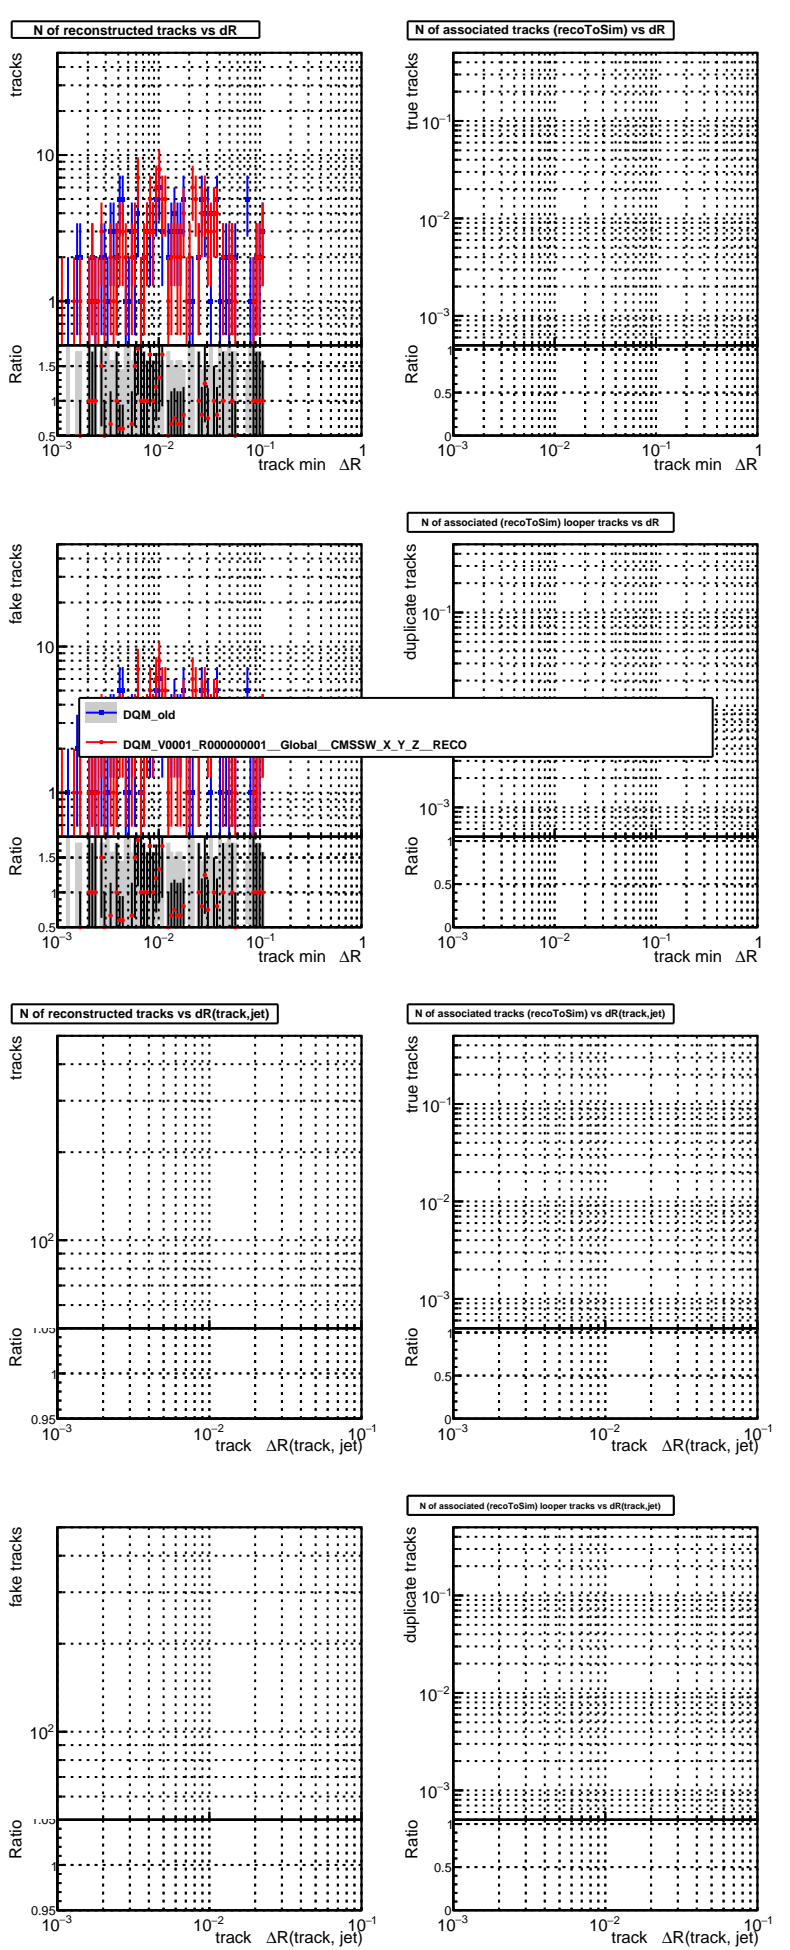 N of reconstructed tracks vs dR
tracks
10
1
Ratio
1.5
1
0.5
10⁻³ 10⁻² 10⁻¹ 1
track min ΔR
N of associated tracks (recoToSim) vs dR
true tracks
10⁻¹
10⁻²
10⁻³
Ratio
1
0.5
0
10⁻³ 10⁻² 10⁻¹ 1
track min ΔR
fake tracks
10
1
Ratio
1.5
1
0.5
10⁻³ 10⁻² 10⁻¹ 1
track min ΔR
N of associated (recoToSim) looper tracks vs dR
duplicate tracks
10⁻¹
10⁻³
Ratio
1
0.5
0
10⁻³ 10⁻² 10⁻¹ 1
track min ΔR
DQM_old
DQM_V0001_R000000001__Global__CMSSW_X_Y_Z__RECO
N of reconstructed tracks vs dR(track,jet)
tracks
10²
Ratio
1.05
1
0.95
10⁻³ 10⁻² 10⁻¹
track ΔR(track, jet)
N of associated tracks (recoToSim) vs dR(track,jet)
true tracks
10⁻¹
10⁻²
10⁻³
Ratio
1
0.5
0
10⁻³ 10⁻² 10⁻¹
track ΔR(track, jet)
fake tracks
10²
Ratio
1.05
1
0.95
10⁻³ 10⁻² 10⁻¹
track ΔR(track, jet)
N of associated (recoToSim) looper tracks vs dR(track,jet)
duplicate tracks
10⁻¹
10⁻²
10⁻³
Ratio
1
0.5
0
10⁻³ 10⁻² 10⁻¹
track ΔR(track, jet)